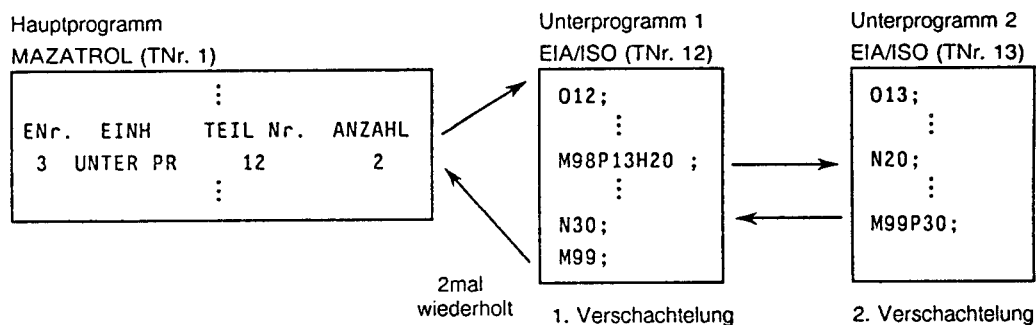 Hauptprogramm
MAZATROL (TNr. 1)
ENr. EINH TEIL Nr. ANZAHL
3 UNTER PR 12 2
2mal
wiederholt
Unterprogramm 1
EIA/ISO (TNr. 12)
O12;
M98P13H20 ;
N30;
M99;
1. Verschachtelung
Unterprogramm 2
EIA/ISO (TNr. 13)
O13;
N20;
M99P30;
2. Verschachtelung